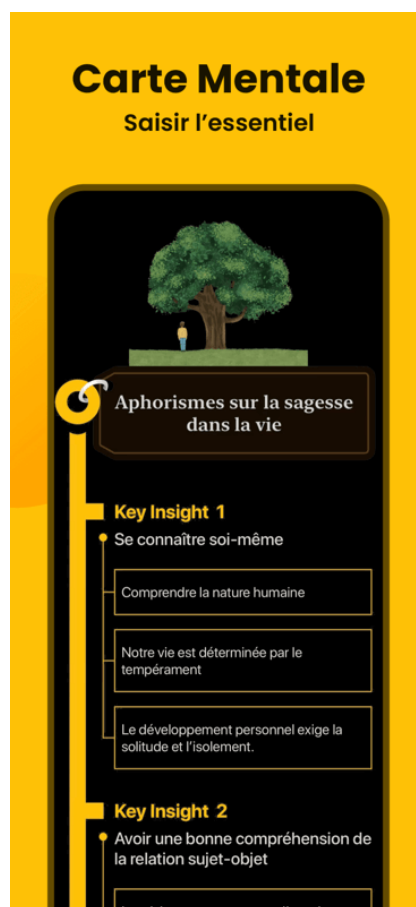 Carte Mentale
Saisir l’essentiel
Aphorismes sur la sagesse
dans la vie
Key Insight 1
Se connaître soi-même
Comprendre la nature humaine
Notre vie est déterminée par le
tempérament
Le développement personnel exige la
solitude et l’isolement.
Key Insight 2
Avoir une bonne compréhension de
la relation sujet-objet